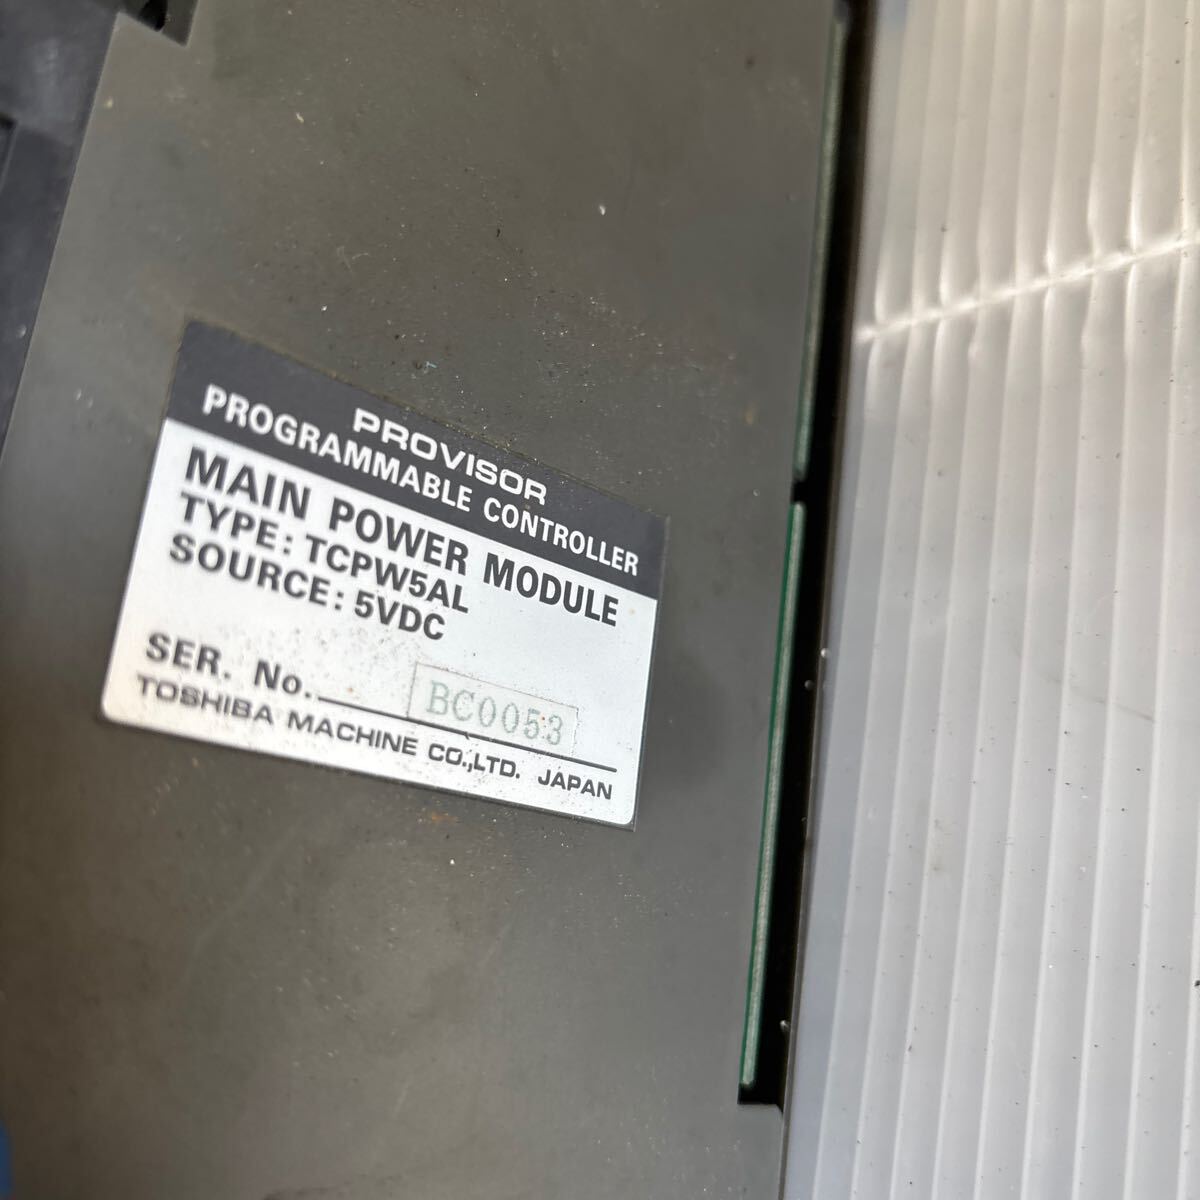 PROVISOR
PROGRAMMABLE CONTROLLER
MAIN POWER MODULE
TYPE: TCPW5AL
SOURCE: 5VDC
SER. No. BC0053
TOSHIBA MACHINE CO.,LTD. JAPAN